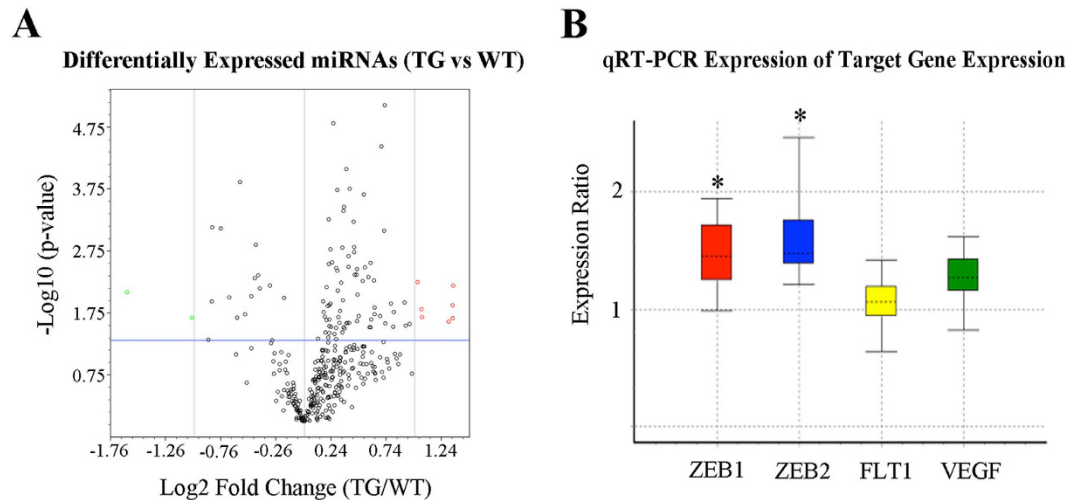 A
Differentially Expressed miRNAs (TG vs WT)
-Log10 (p-value)
4.75
3.75
2.75
1.75
0.75
-1.76 -1.26 -0.76 -0.26 0.24 0.74 1.24
Log2 Fold Change (TG/WT)
B
qRT-PCR Expression of Target Gene Expression
Expression Ratio
2
1
*
*
ZEB1 ZEB2 FLT1 VEGF